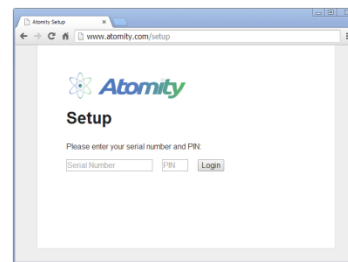 Atomity Setup
www.atomity.com/setup
Atomity
Setup
Please enter your serial number and PIN:
Serial Number PIN Login